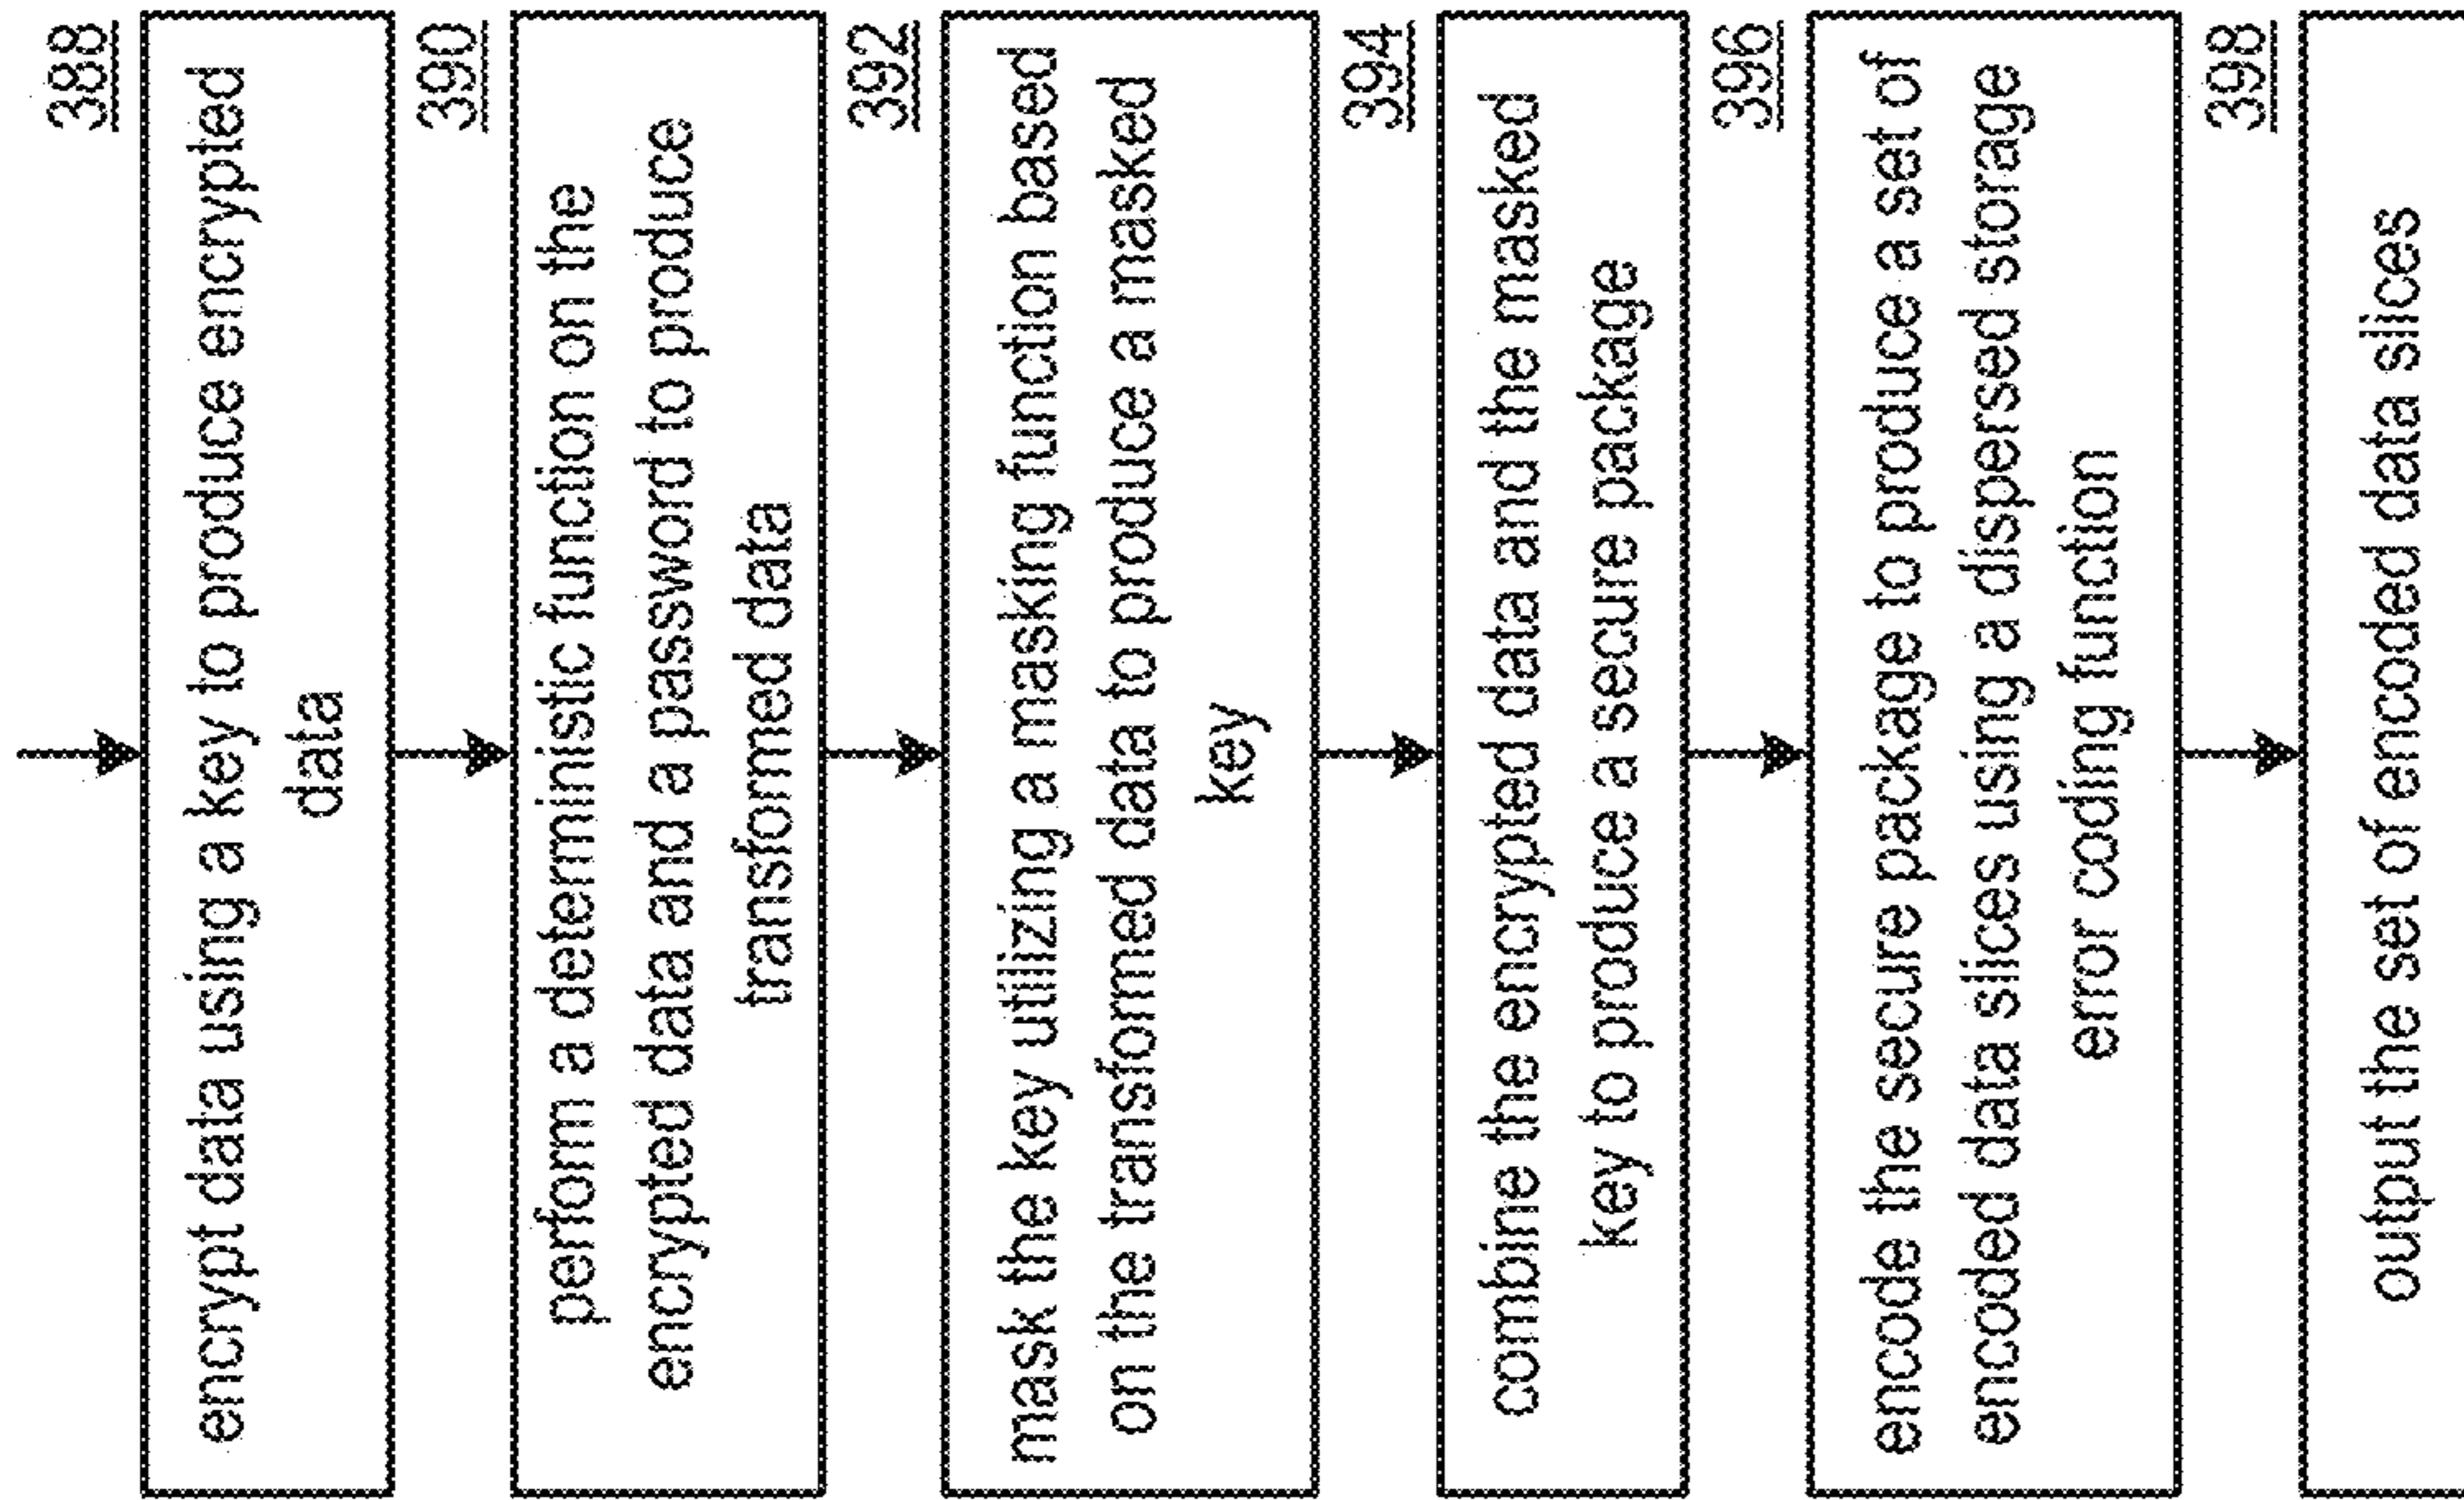 388
encrypt data using a key to produce encrypted
data
390
perform a deterministic function on the
encrypted data and a password to produce
transformed data
392
mask the key utilizing a masking function based
on the transformed data to produce a masked
key
394
combine the encrypted data and the masked
key to produce a secure package
396
encode the secure package to produce a set of
encoded data slices using a dispersed storage
error coding function
398
output the set of encoded data slices